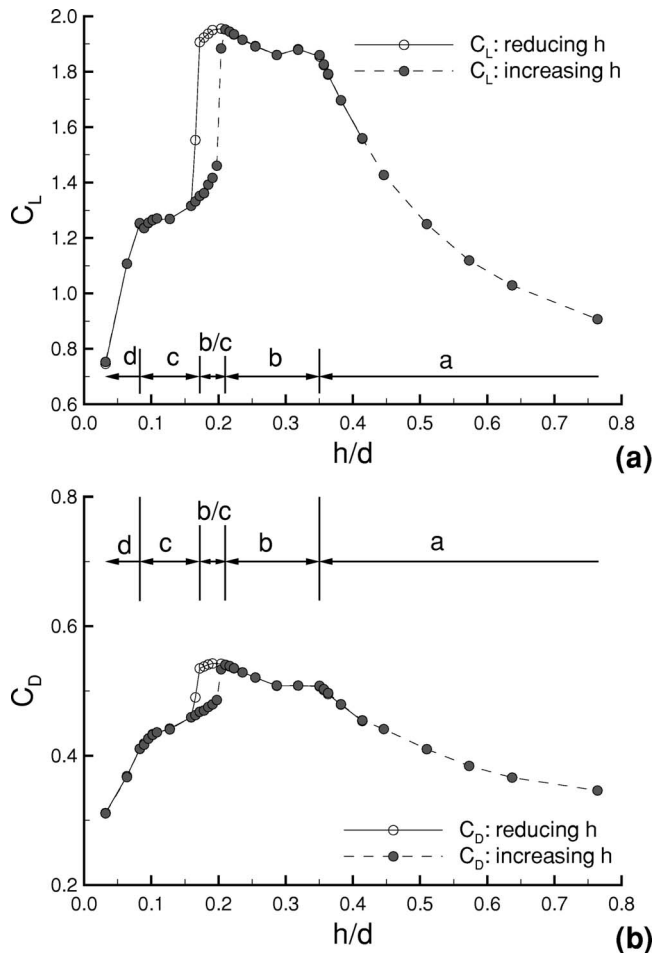 2.0
C_L: reducing h
C_L: increasing h
1.8
1.6
1.4
C_L
1.2
1.0
b/c
0.8
d c b a
0.6
0.0 0.1 0.2 0.3 0.4 0.5 0.6 0.7 0.8
h/d
(a)
0.8
b/c
d c b a
0.6
C_D
0.4
C_D: reducing h
C_D: increasing h
0.2
0.0 0.1 0.2 0.3 0.4 0.5 0.6 0.7 0.8
h/d
(b)